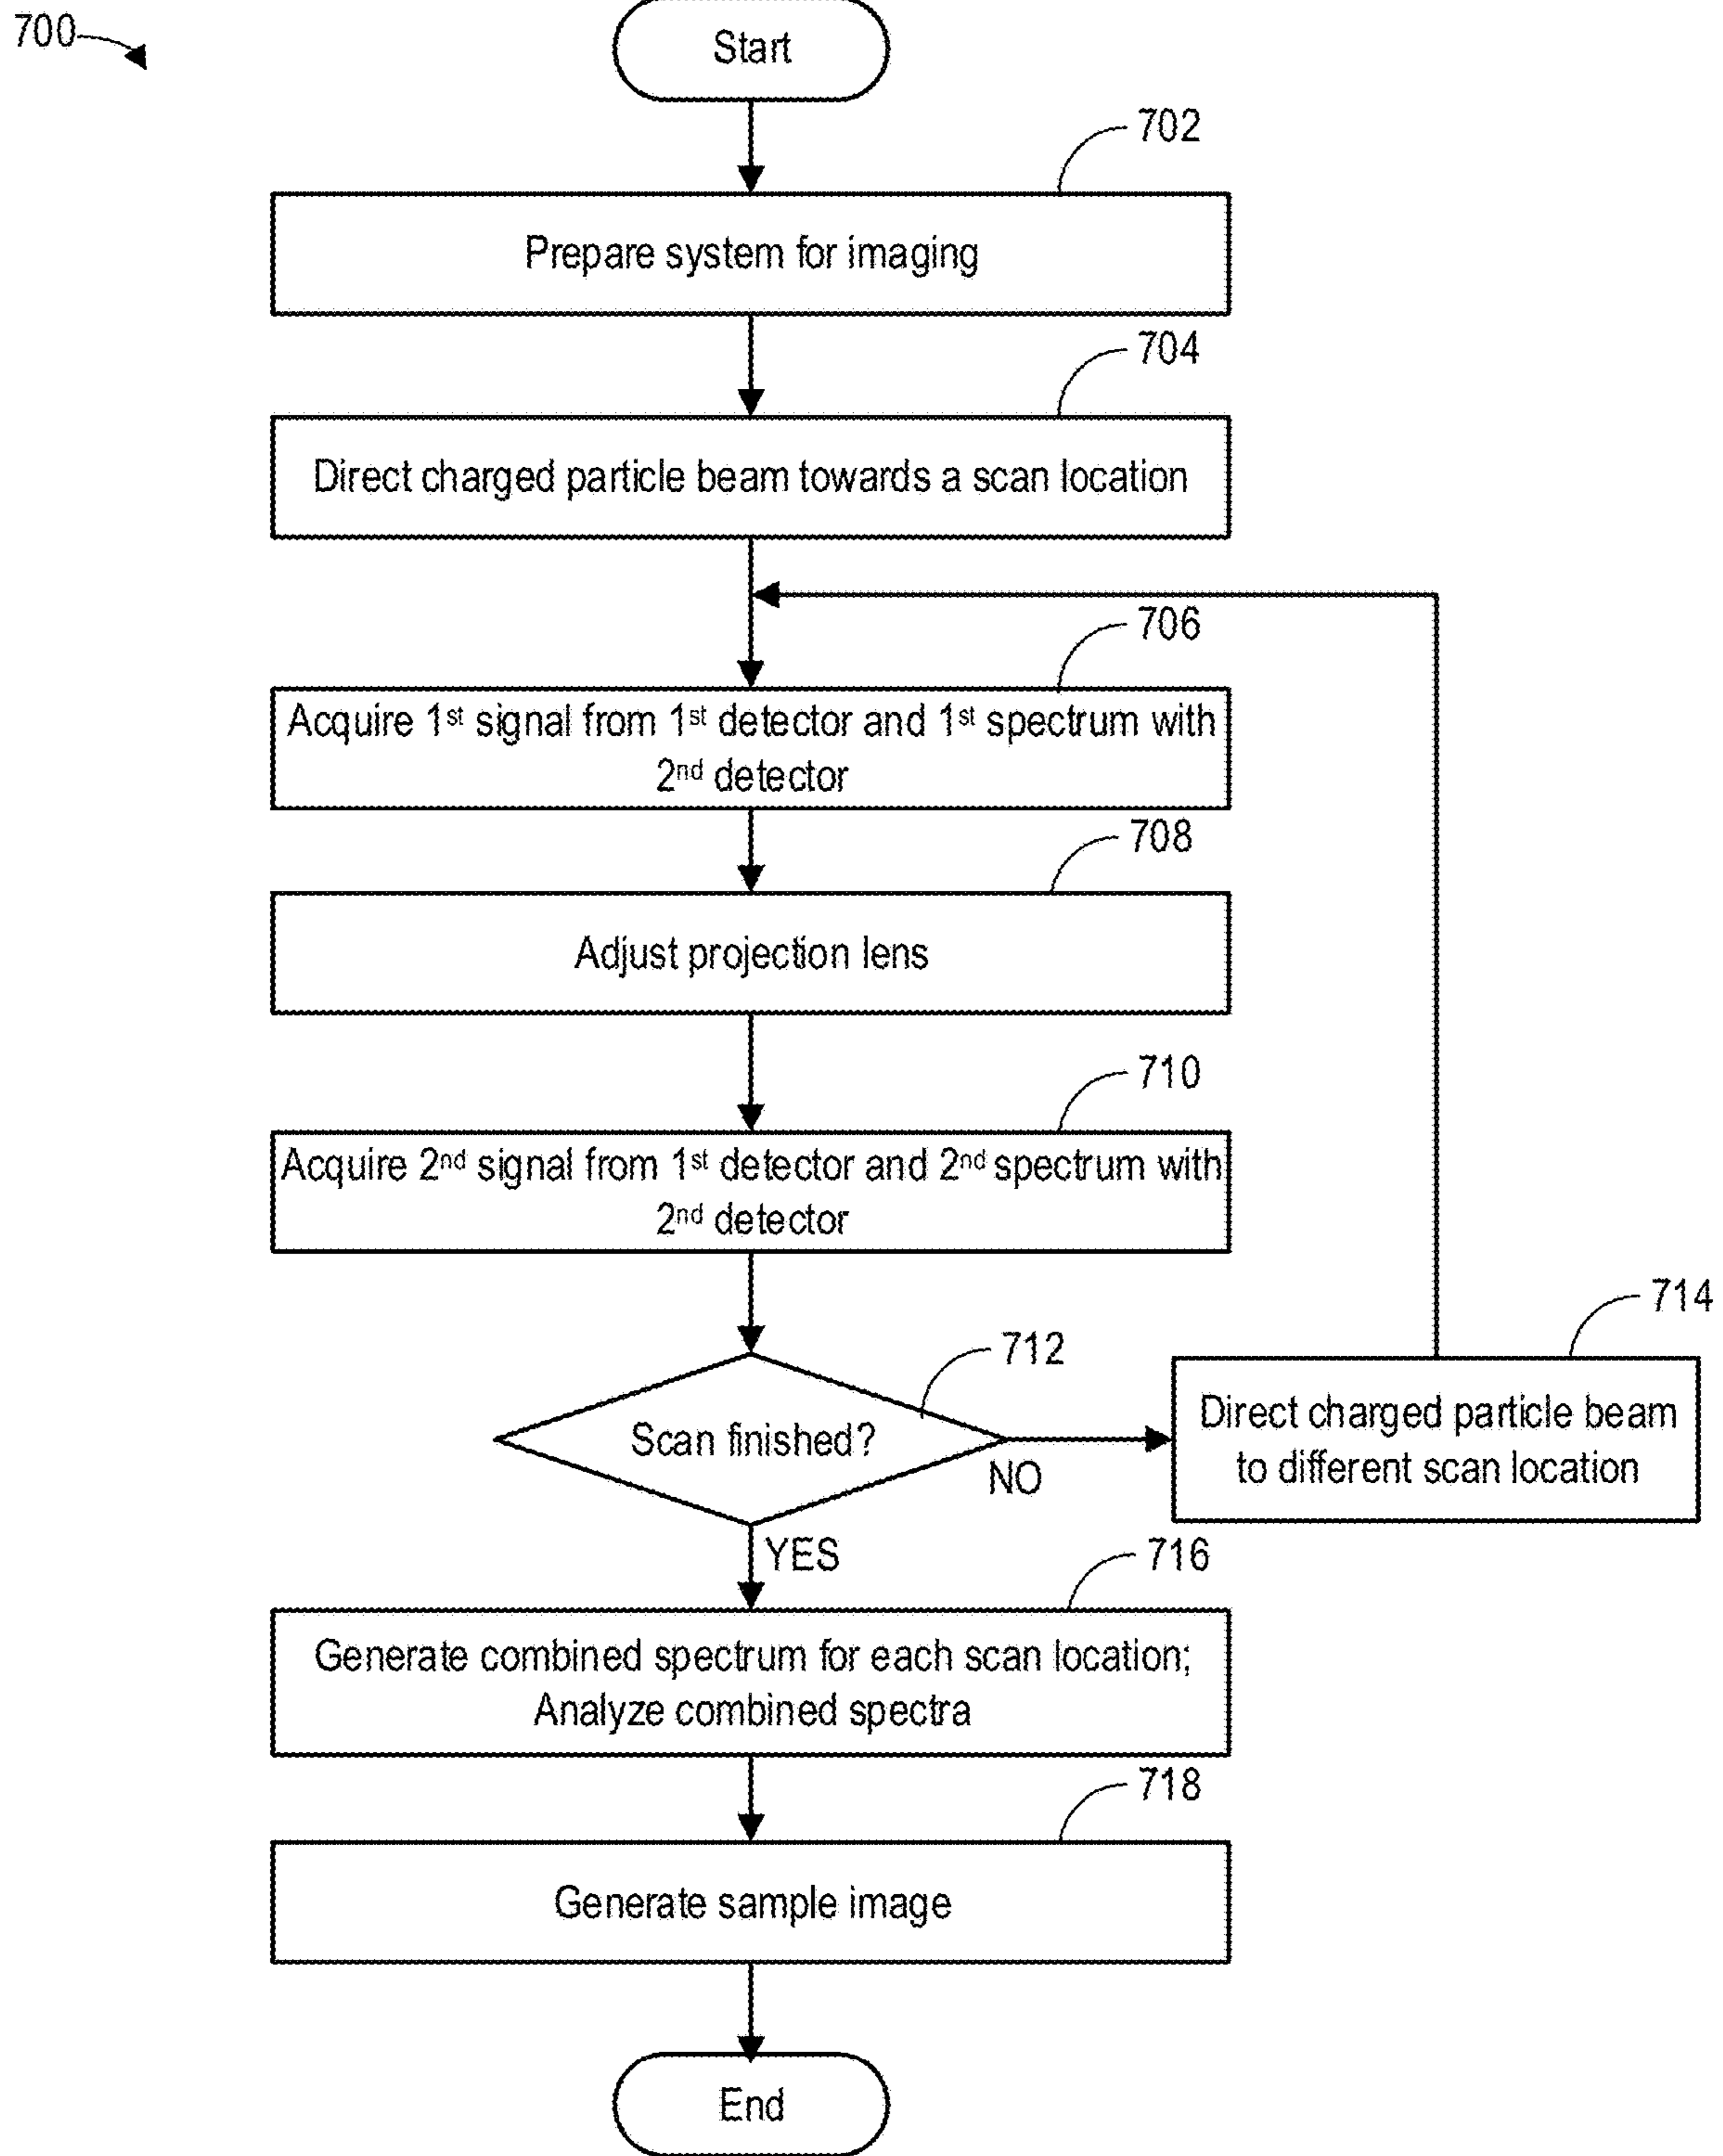 700
Start
702
Prepare system for imaging
704
Direct charged particle beam towards a scan location
706
Acquire 1st signal from 1st detector and 1st spectrum with
2nd detector
708
Adjust projection lens
710
Acquire 2nd signal from 1st detector and 2nd spectrum with
2nd detector
712
Scan finished?
NO
714
Direct charged particle beam
to different scan location
YES
716
Generate combined spectrum for each scan location;
Analyze combined spectra
718
Generate sample image
End